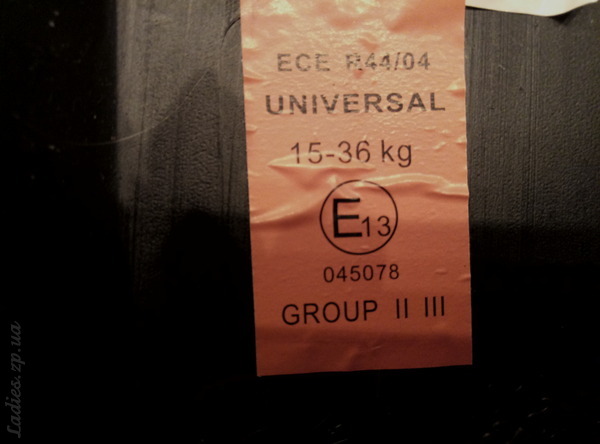 ECE R44/04
UNIVERSAL
15-36 kg
E13
045078
GROUP II III
Ladies.zp.ua